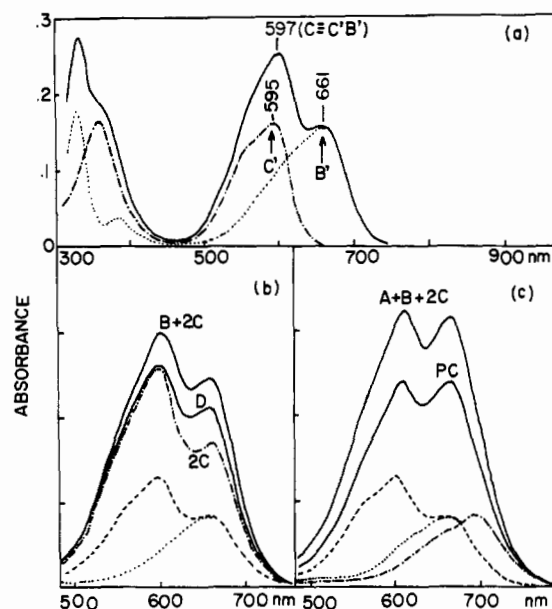 .3
.2
.1
0
597(C≡C'B')
(a)
595
661
C'
B'
300
500
700
900
nm
ABSORBANCE
(b)
B+2C
D
2C
500
600
700
nm
(c)
A+B+2C
PC
500
600
700
nm